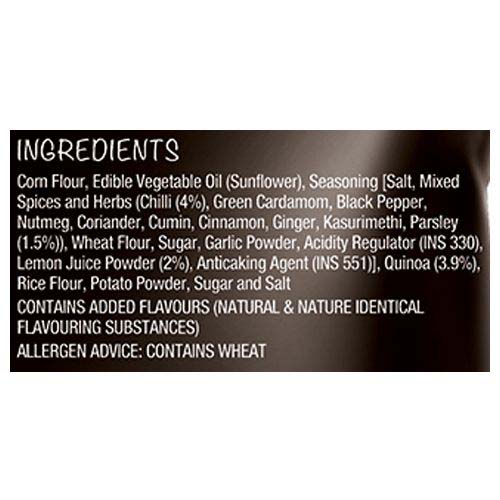 INGREDIENTS
Corn Flour, Edible Vegetable Oil (Sunflower), Seasoning [Salt, Mixed
Spices and Herbs (Chilli (4%), Green Cardamom, Black Pepper,
Nutmeg, Coriander, Cumin, Cinnamon, Ginger, Kasurimethi, Parsley
(1.5%)), Wheat Flour, Sugar, Garlic Powder, Acidity Regulator (INS 330),
Lemon Juice Powder (2%), Anticaking Agent (INS 551)], Quinoa (3.9%),
Rice Flour, Potato Powder, Sugar and Salt
CONTAINS ADDED FLAVOURS (NATURAL & NATURE IDENTICAL
FLAVOURING SUBSTANCES)
ALLERGEN ADVICE: CONTAINS WHEAT